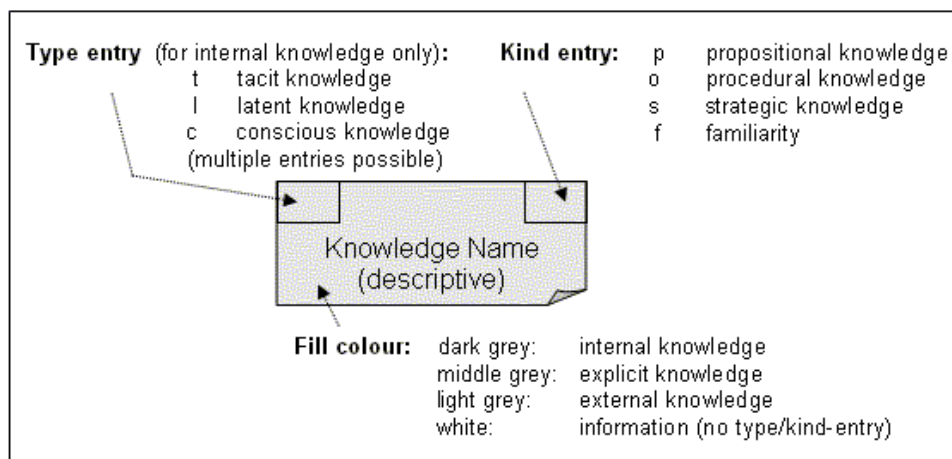 Type entry (for internal knowledge only):
t tacit knowledge
l latent knowledge
c conscious knowledge
(multiple entries possible)
Kind entry: p propositional knowledge
o procedural knowledge
s strategic knowledge
f familiarity
Knowledge Name
(descriptive)
Fill colour: dark grey: internal knowledge
middle grey: explicit knowledge
light grey: external knowledge
white: information (no type/kind-entry)